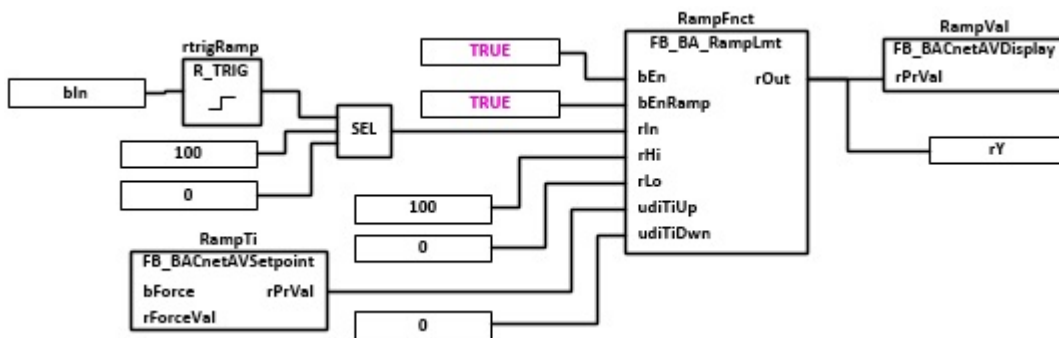 rtrigRamp
R_TRIG
bIn
SEL
100
0
RampTi
FB_BACnetAVSetpoint
bForce rPrVal
rForceVal
TRUE
TRUE
100
0
0
RampFnct
FB_BA_RampLmt
bEn rOut
bEnRamp
rIn
rHi
rLo
udiTiUp
udiTiDwn
RampVal
FB_BACnetAVDisplay
rPrVal
rY